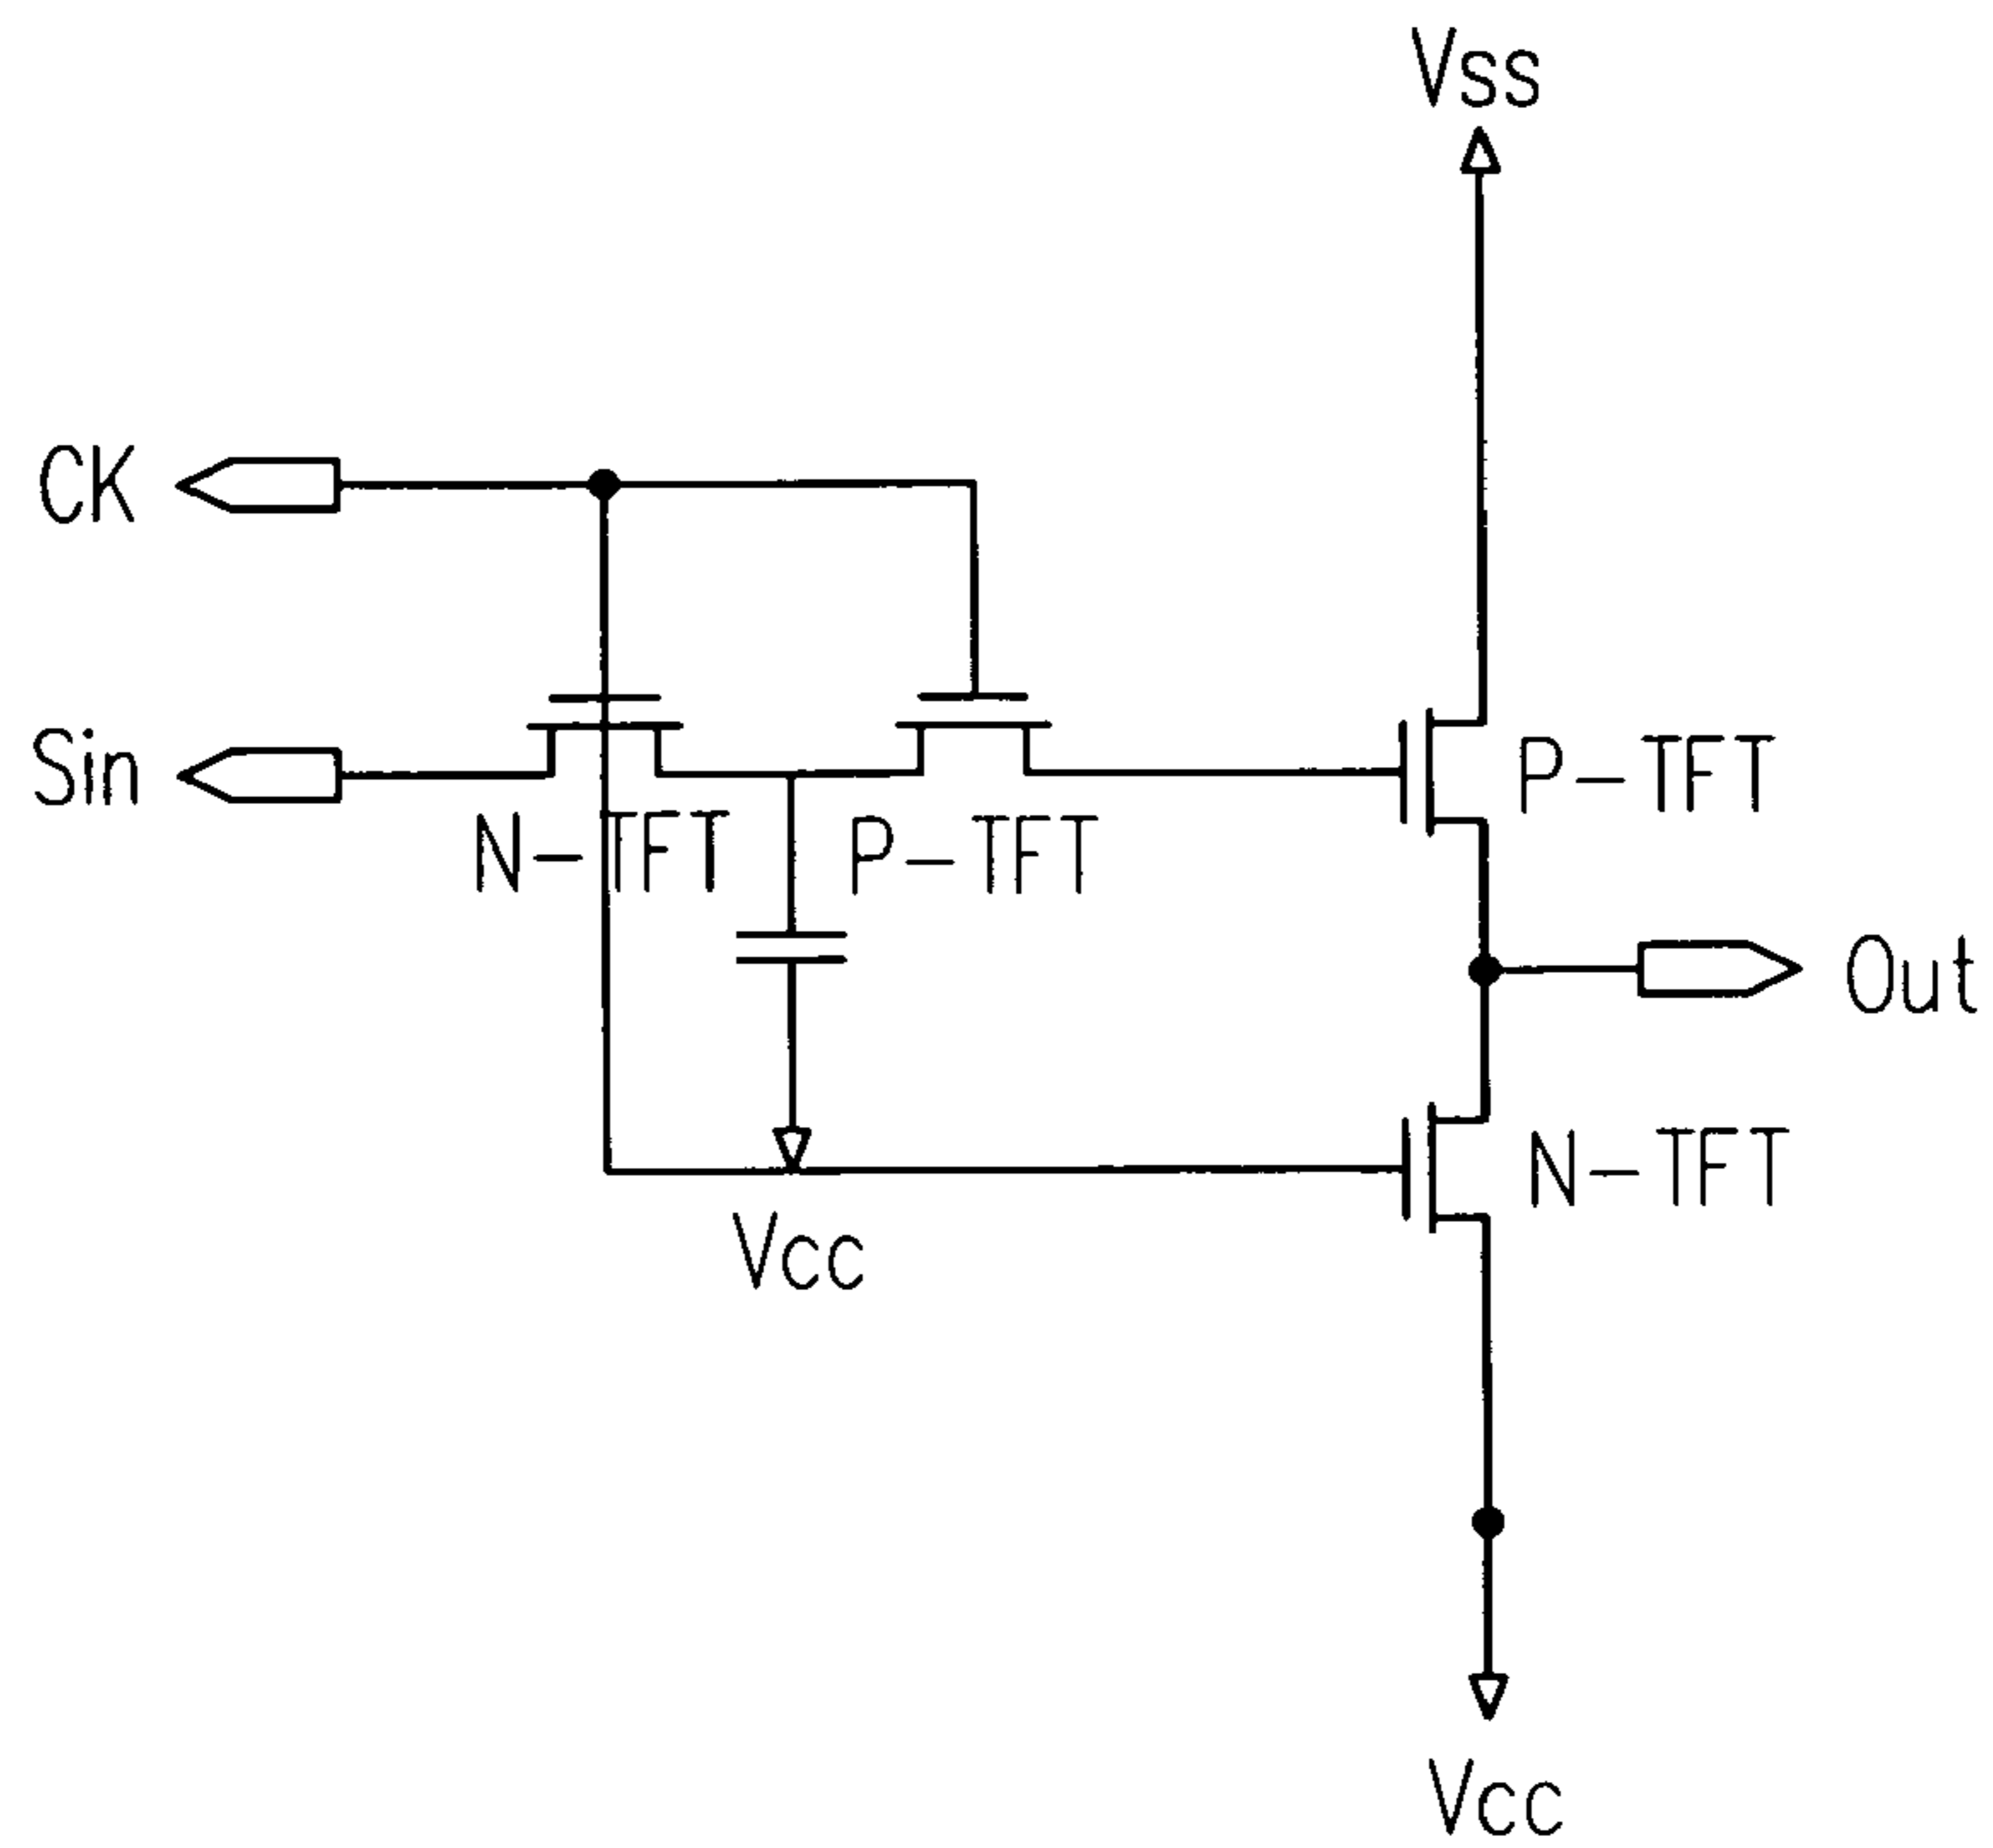 Vss
CK
Sin
N-TFT
P-TFT
P-TFT
Out
N-TFT
Vcc
Vcc